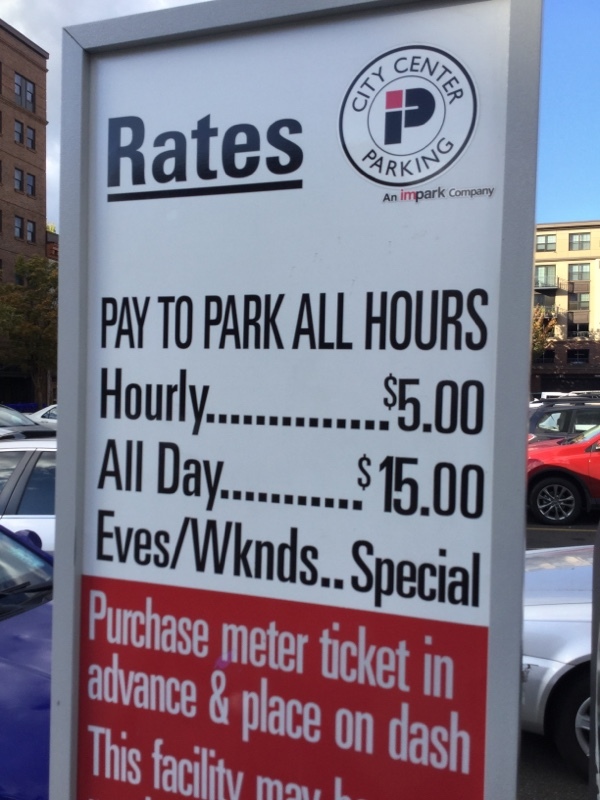 Rates
CITY CENTER
P
PARKING
An impark Company
PAY TO PARK ALL HOURS
Hourly..............$5.00
All Day............$15.00
Eves/Wknds..Special
Purchase meter ticket in
advance & place on dash
This facility may